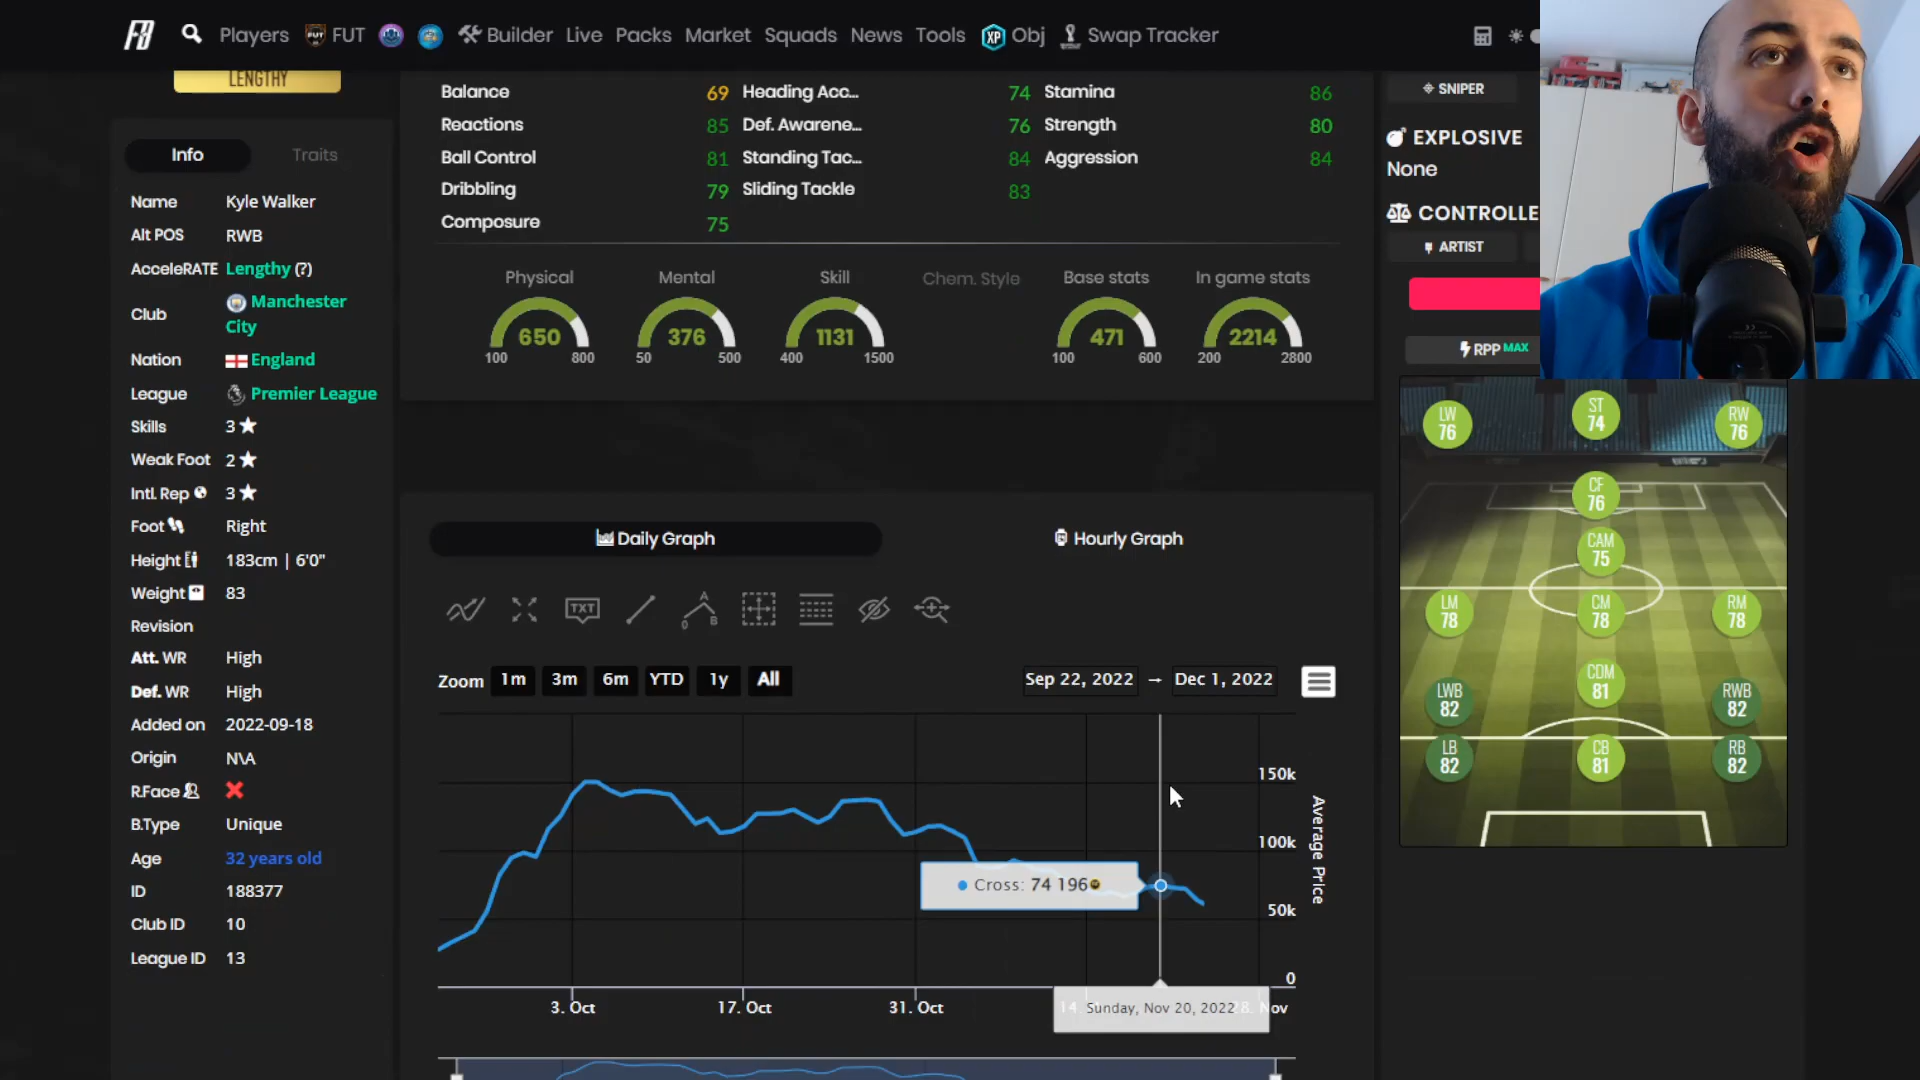 Players FUT Builder Live Packs Market Squads News Tools XP Obj Swap Tracker
LENGTHY
Info Traits
Name Kyle Walker
Alt POS RWB
AcceleRATE Lengthy (?)
Club Manchester City
Nation England
League Premier League
Skills 3
Weak Foot 2
Intl. Rep 3
Foot Right
Height 183cm | 6'0"
Weight 83
Revision
Att. WR High
Def. WR High
Added on 2022-09-18
Origin N\A
R.Face
B.Type Unique
Age 32 years old
ID 188377
Club ID 10
League ID 13
Balance 69 Heading Acc... 74 Stamina 86
Reactions 85 Def. Awarene... 76 Strength 80
Ball Control 81 Standing Tac... 84 Aggression 84
Dribbling 79 Sliding Tackle 83
Composure 75
Physical Mental Skill Chem. Style Base stats In game stats
650 376 1131 471 2214
100 800 50 500 400 1500 100 600 200 2800
Daily Graph Hourly Graph
TXT A 0 B
Zoom 1m 3m 6m YTD 1y All Sep 22, 2022 → Dec 1, 2022
150k
100k
50k
0
Average Price
Cross: 74 196
3. Oct 17. Oct 31. Oct 14. Sunday, Nov 20, 2022 8. Nov
SNIPER
EXPLOSIVE
None
CONTROLLE
ARTIST
RPP MAX
LW 76
ST 74
RW 76
CF 76
CAM 75
LM 78
CM 78
RM 78
CDM 81
LWB 82
RWB 82
LB 82
CB 81
RB 82